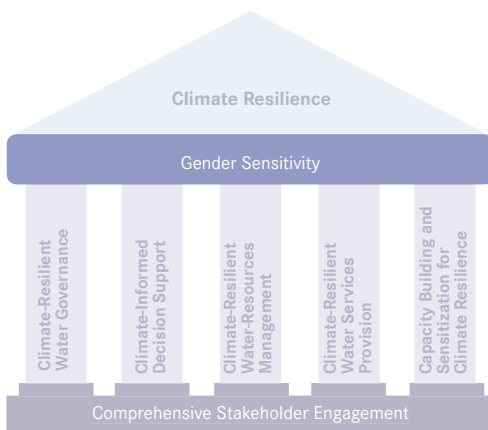 Climate Resilience
Gender Sensitivity
Climate-Resilient
Water Governance
Climate-Informed
Decision Support
Climate-Resilient
Water-Resources
Management
Climate-Resilient
Water Services
Provision
Capacity Building and
Sensitization for
Climate Resilience
Comprehensive Stakeholder Engagement